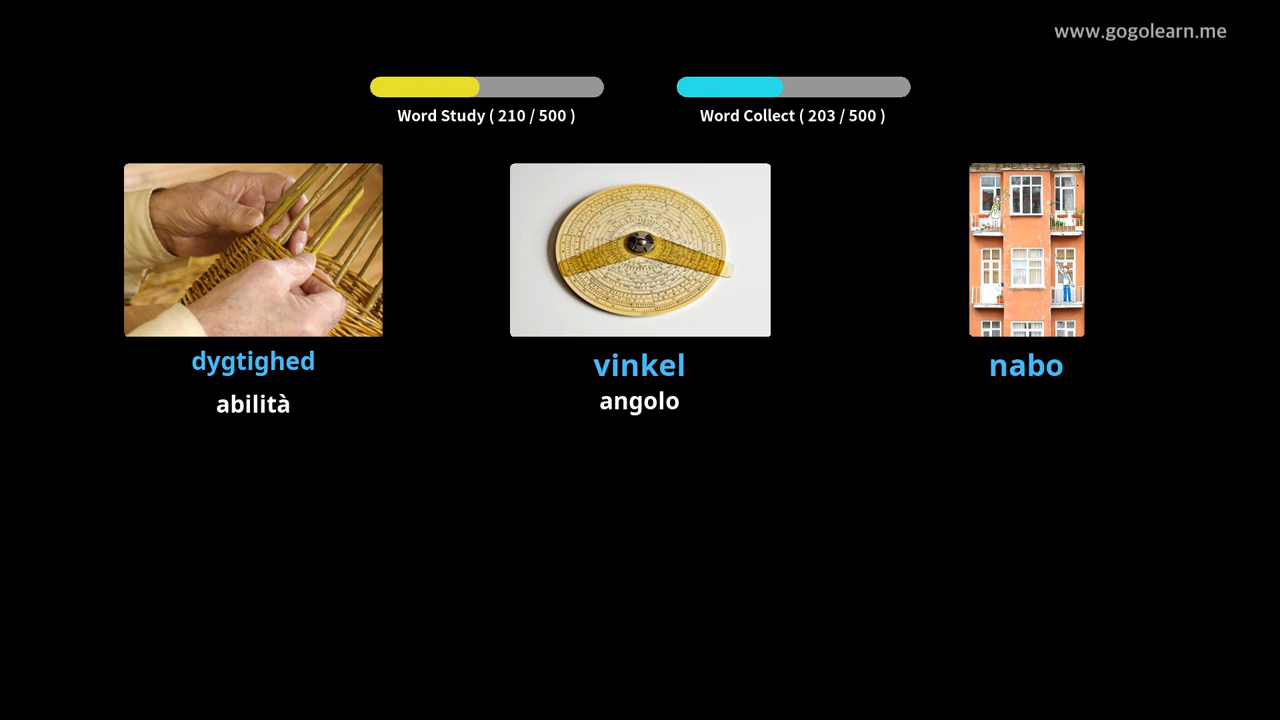 www.gogolearn.me
Word Study ( 210 / 500 )
Word Collect ( 203 / 500 )
dygtighed
abilità
vinkel
angolo
nabo